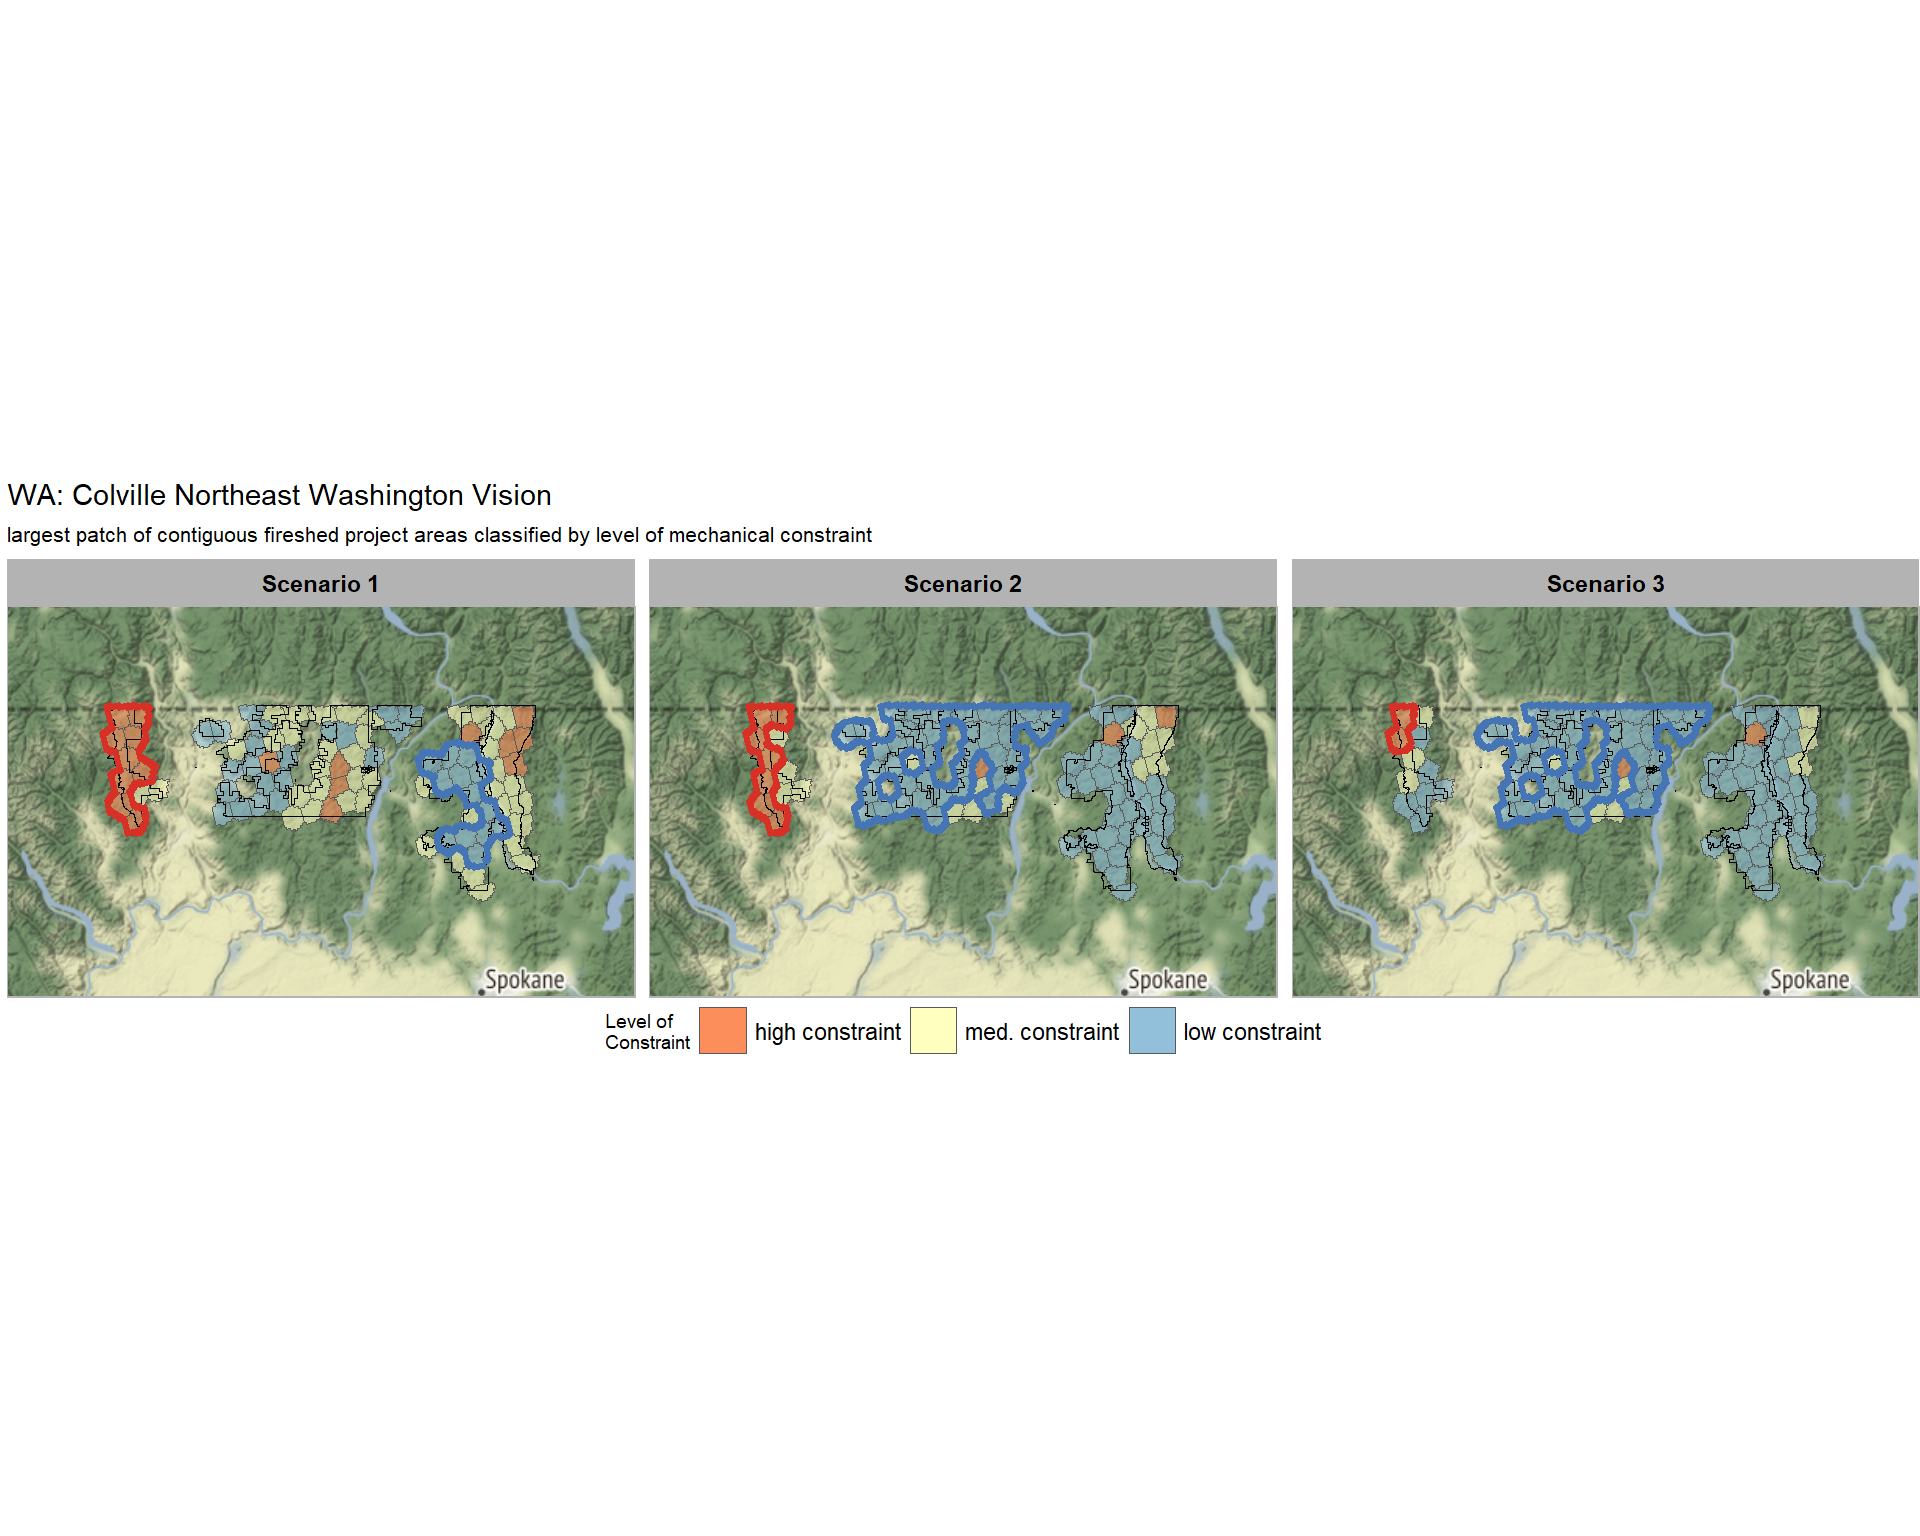 WA: Colville Northeast Washington Vision
largest patch of contiguous fireshed project areas classified by level of mechanical constraint
Scenario 1
Scenario 2
Scenario 3
Spokane
Spokane
Spokane
Level of
Constraint
high constraint
med. constraint
low constraint